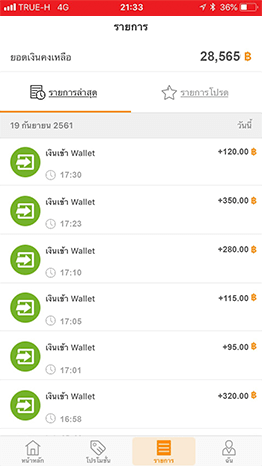 TRUE-H 4G 21:33 36%
รายการ
ยอดเงินคงเหลือ 28,565 ฿
รายการล่าสุด รายการโปรด
19 กันยายน 2561 วันนี้
เงินเข้า Wallet +120.00 ฿
17:30
เงินเข้า Wallet +350.00 ฿
17:23
เงินเข้า Wallet +280.00 ฿
17:10
เงินเข้า Wallet +115.00 ฿
17:05
เงินเข้า Wallet +95.00 ฿
17:01
เงินเข้า Wallet +320.00 ฿
16:58
หน้าหลัก โปรโมชั่น รายการ ฉัน